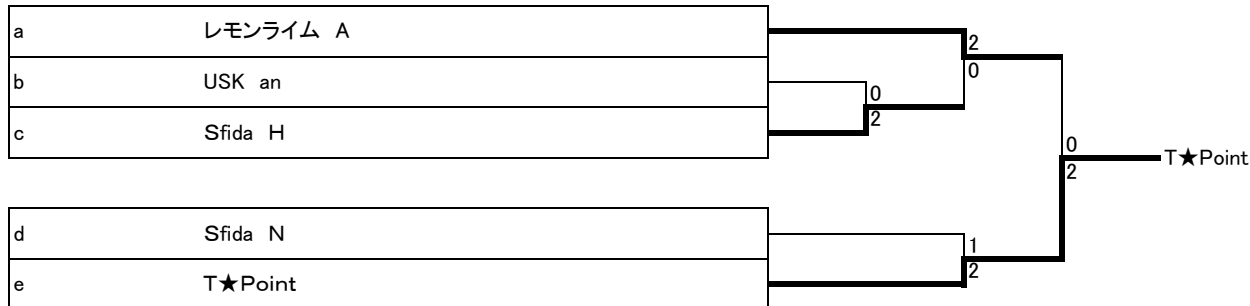 a レモンライム A
2
0
b USK an
0
2
c Sfida H
0
2
T★Point
d Sfida N
1
2
e T★Point